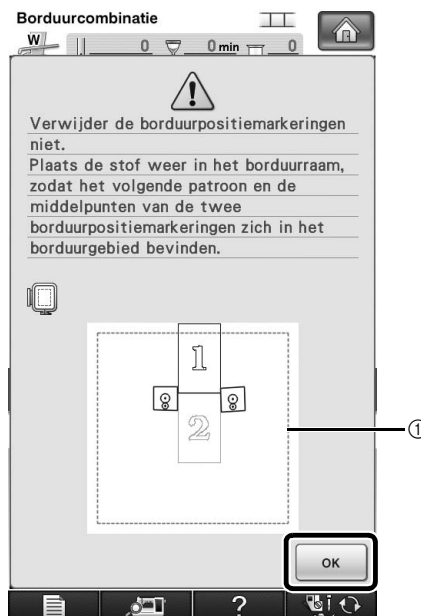 Borduurcombinatie
W
0 0 min 0
Verwijder de borduurpositiemarkeringen
niet.
Plaats de stof weer in het borduurraam,
zodat het volgende patroon en de
middelpunten van de twee
borduurpositiemarkeringen zich in het
borduurgebied bevinden.
1
2
①
OK
?